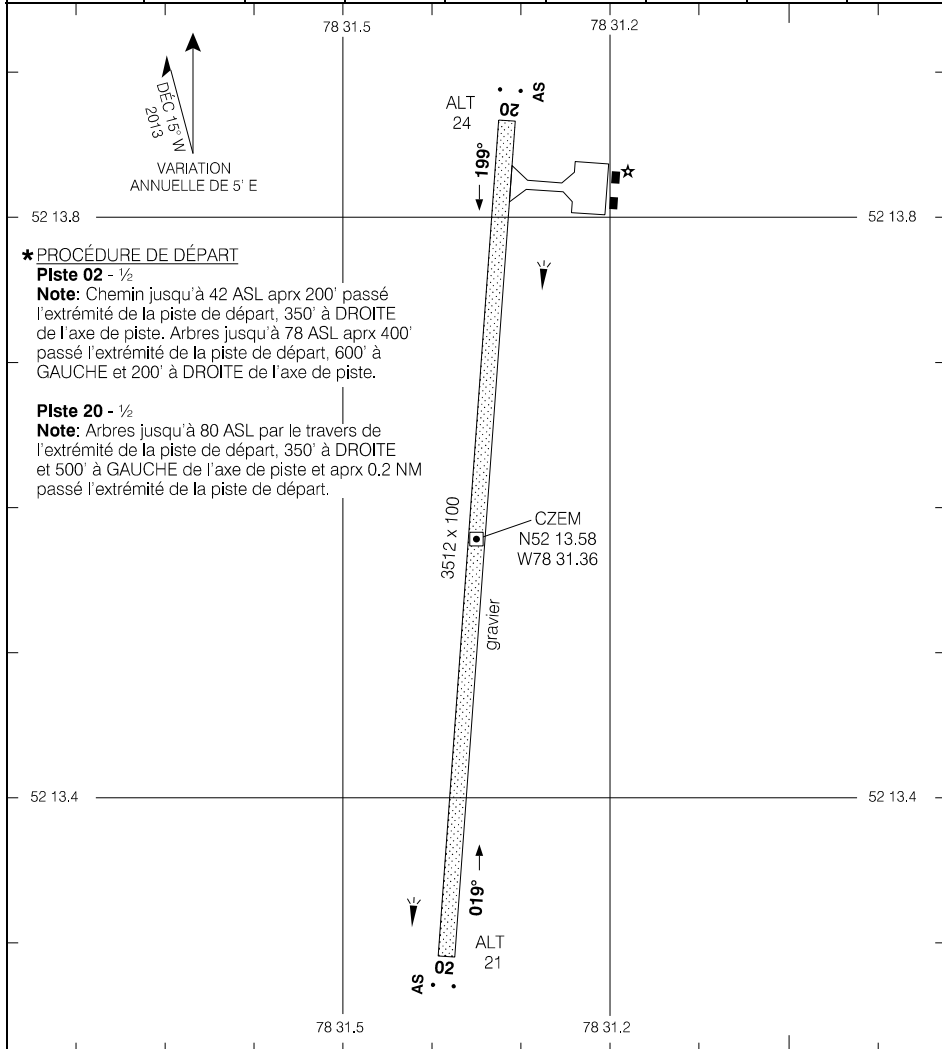 78 31.5
78 31.2
DÉC 15° W
2013
VARIATION
ANNUELLE DE 5' E
ALT
24
20
AS
199°
52 13.8
52 13.8
* PROCÉDURE DE DÉPART
Piste 02 - ½
Note: Chemin jusqu'à 42 ASL aprx 200' passé
l'extrémité de la piste de départ, 350' à DROITE
de l'axe de piste. Arbres jusqu'à 78 ASL aprx 400'
passé l'extrémité de la piste de départ, 600' à
GAUCHE et 200' à DROITE de l'axe de piste.
Piste 20 - ½
Note: Arbres jusqu'à 80 ASL par le travers de
l'extrémité de la piste de départ, 350' à DROITE
et 500' à GAUCHE de l'axe de piste et aprx 0.2 NM
passé l'extrémité de la piste de départ.
3512 x 100
CZEM
N52 13.58
W78 31.36
gravier
52 13.4
52 13.4
019°
ALT
21
02
AS
78 31.5
78 31.2